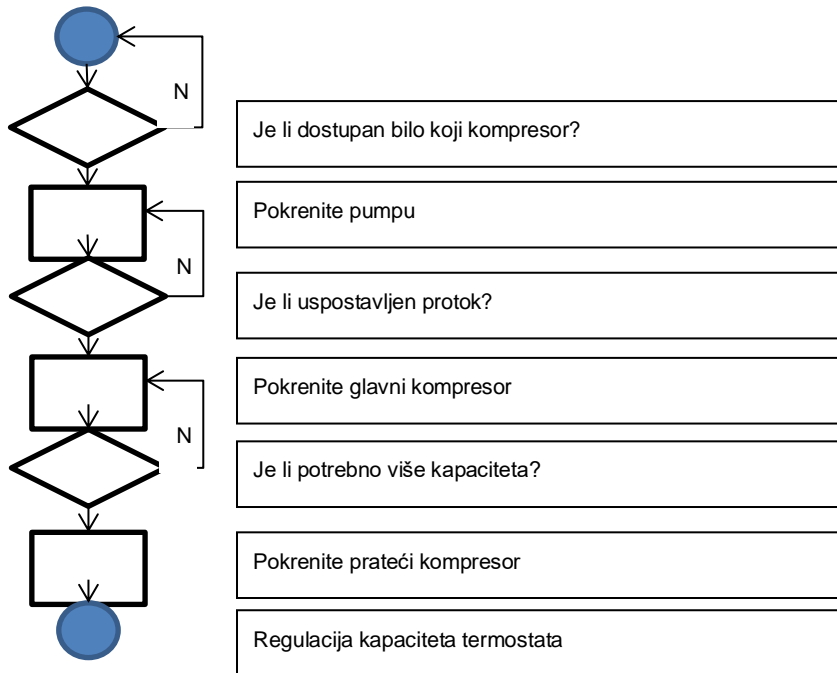 N
Je li dostupan bilo koji kompresor?
Pokrenite pumpu
N
Je li uspostavljen protok?
Pokrenite glavni kompresor
N
Je li potrebno više kapaciteta?
Pokrenite prateći kompresor
Regulacija kapaciteta termostata